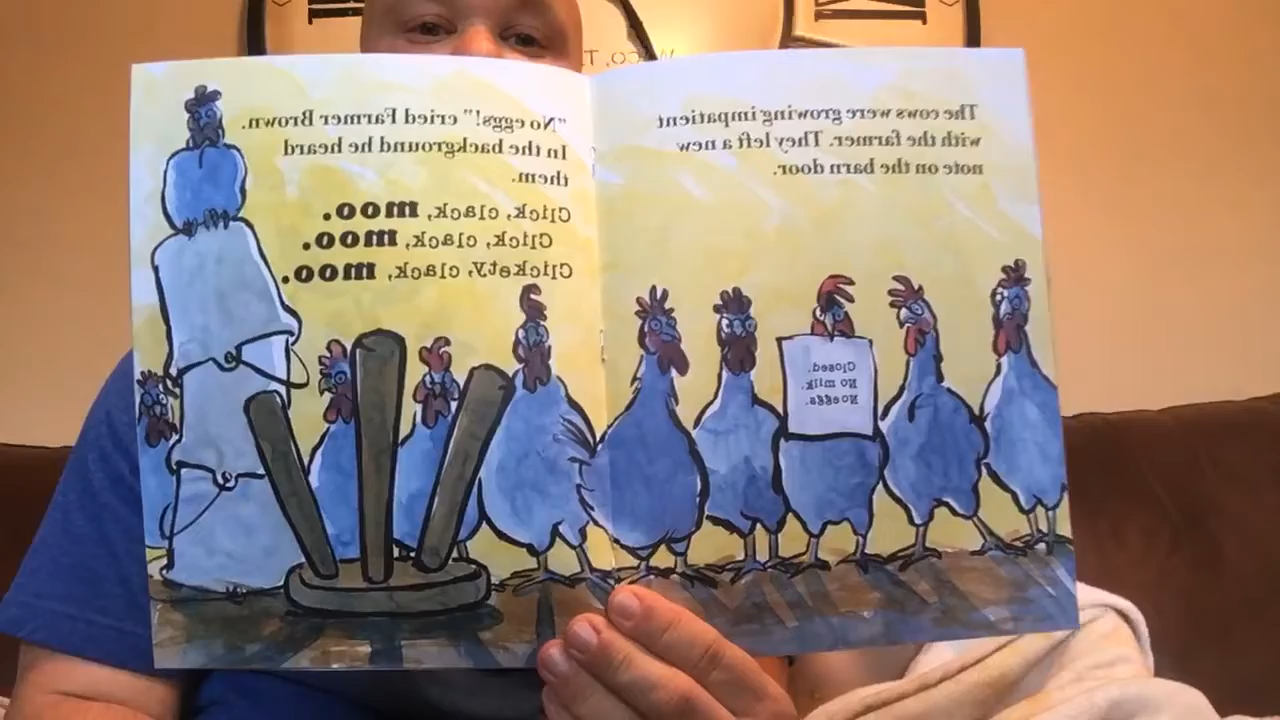 The cows were growing impatient
with the farmer. They left a new
note on the barn door.
Closed.
No milk.
No eggs.
"No eggs!" cried Farmer Brown.
In the background he heard
them.
Click, clack, moo.
Click, clack, moo.
Clickety, clack, moo.